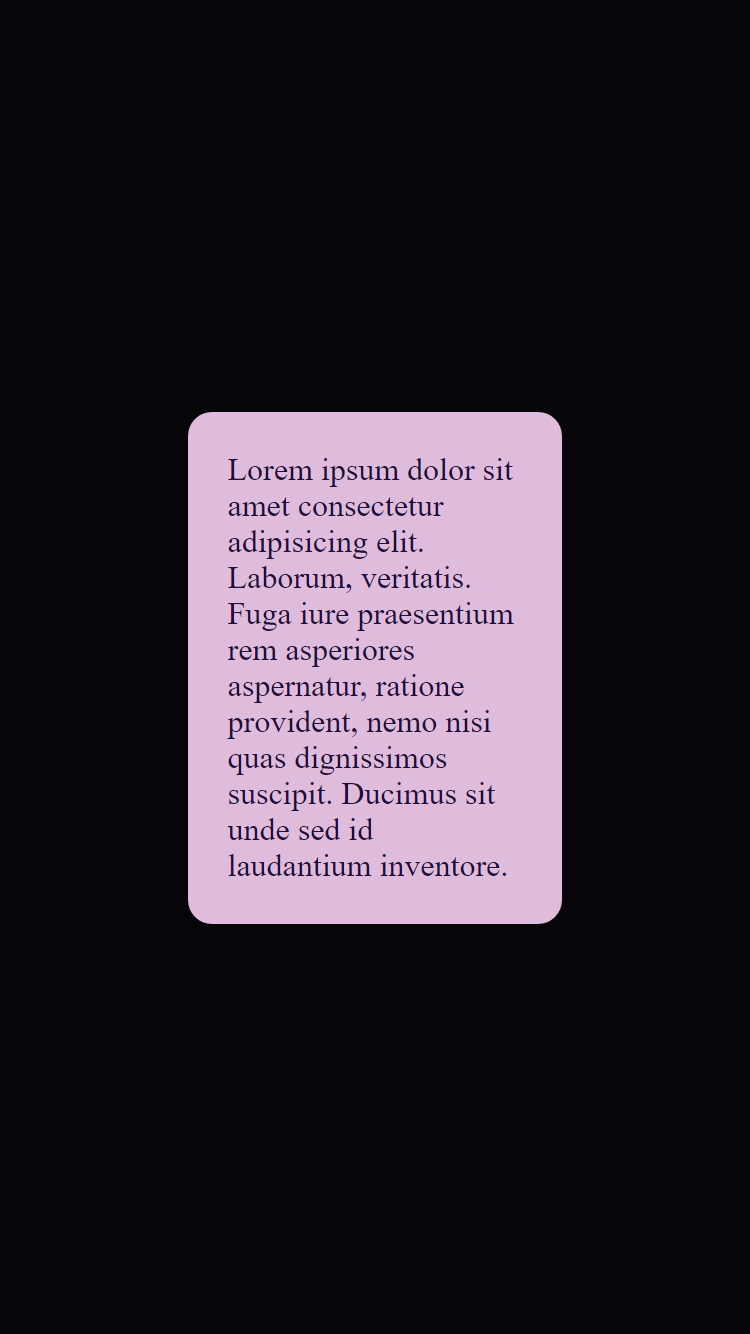 Lorem ipsum dolor sit
amet consectetur
adipisicing elit.
Laborum, veritatis.
Fuga iure praesentium
rem asperiores
aspernatur, ratione
provident, nemo nisi
quas dignissimos
suscipit. Ducimus sit
unde sed id
laudantium inventore.